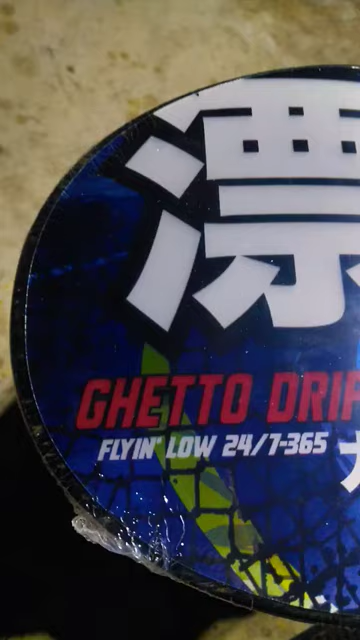 漂
GHETTO DRIF
FLYIN' LOW 24/7-365